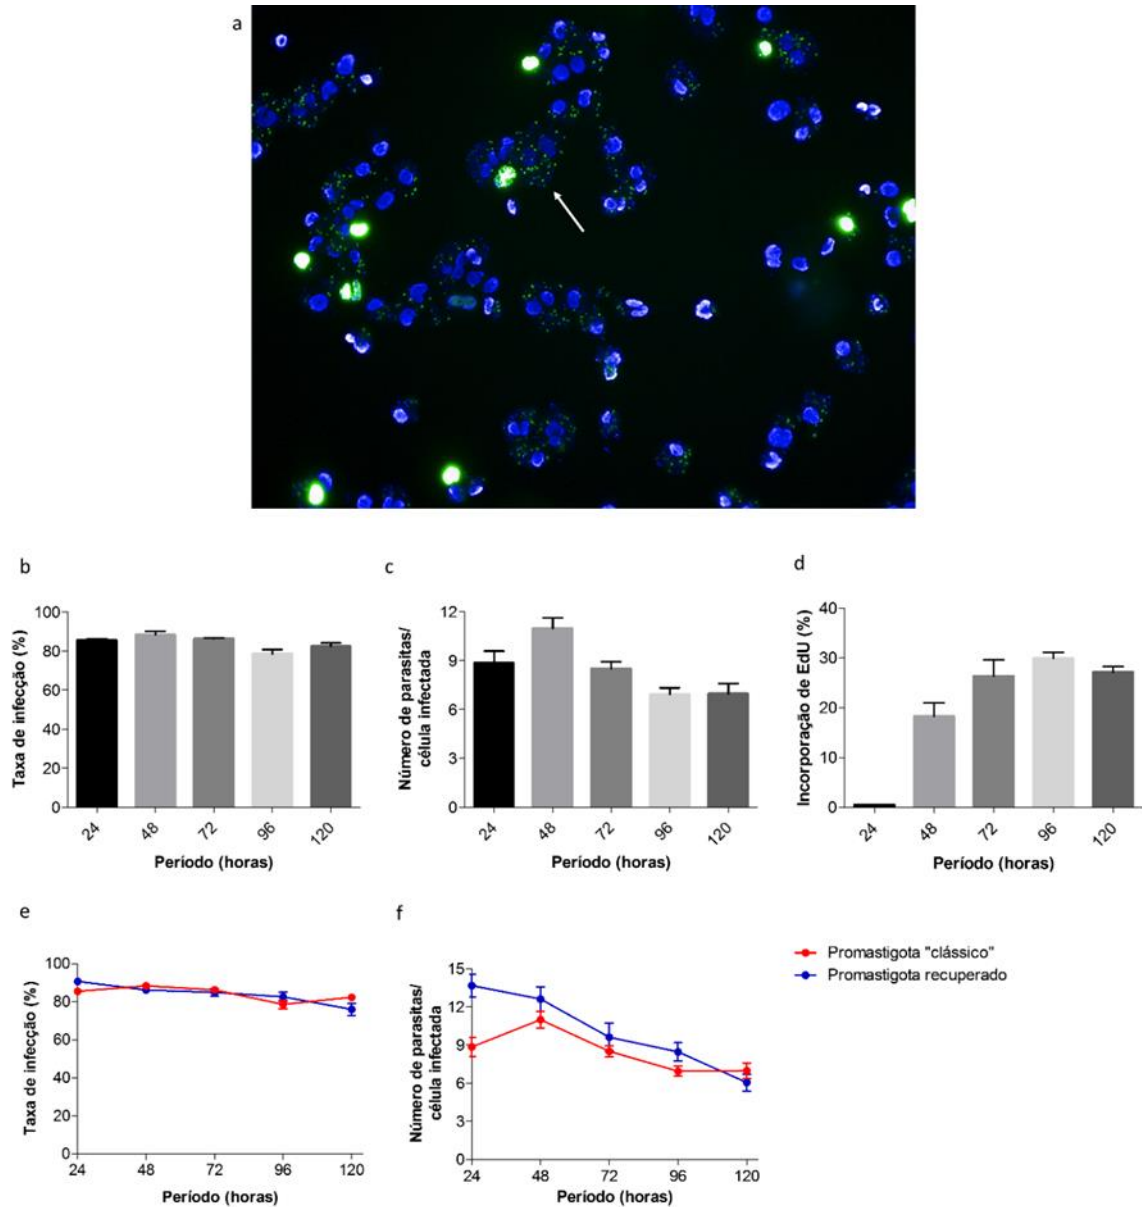 a
b
Taxa de infecção (%)
100
80
60
40
20
0
24
48
72
96
120
Período (horas)
c
Número de parasitas/
célula infectada
12
9
6
3
0
24
48
72
96
120
Período (horas)
d
Incorporação de EdU (%)
40
30
20
10
0
24
48
72
96
120
Período (horas)
e
Taxa de infecção (%)
100
80
60
40
20
0
24
48
72
96
120
Período (horas)
f
Número de parasitas/
célula infectada
15
12
9
6
3
0
24
48
72
96
120
Período (horas)
Promastigota "clássico"
Promastigota recuperado